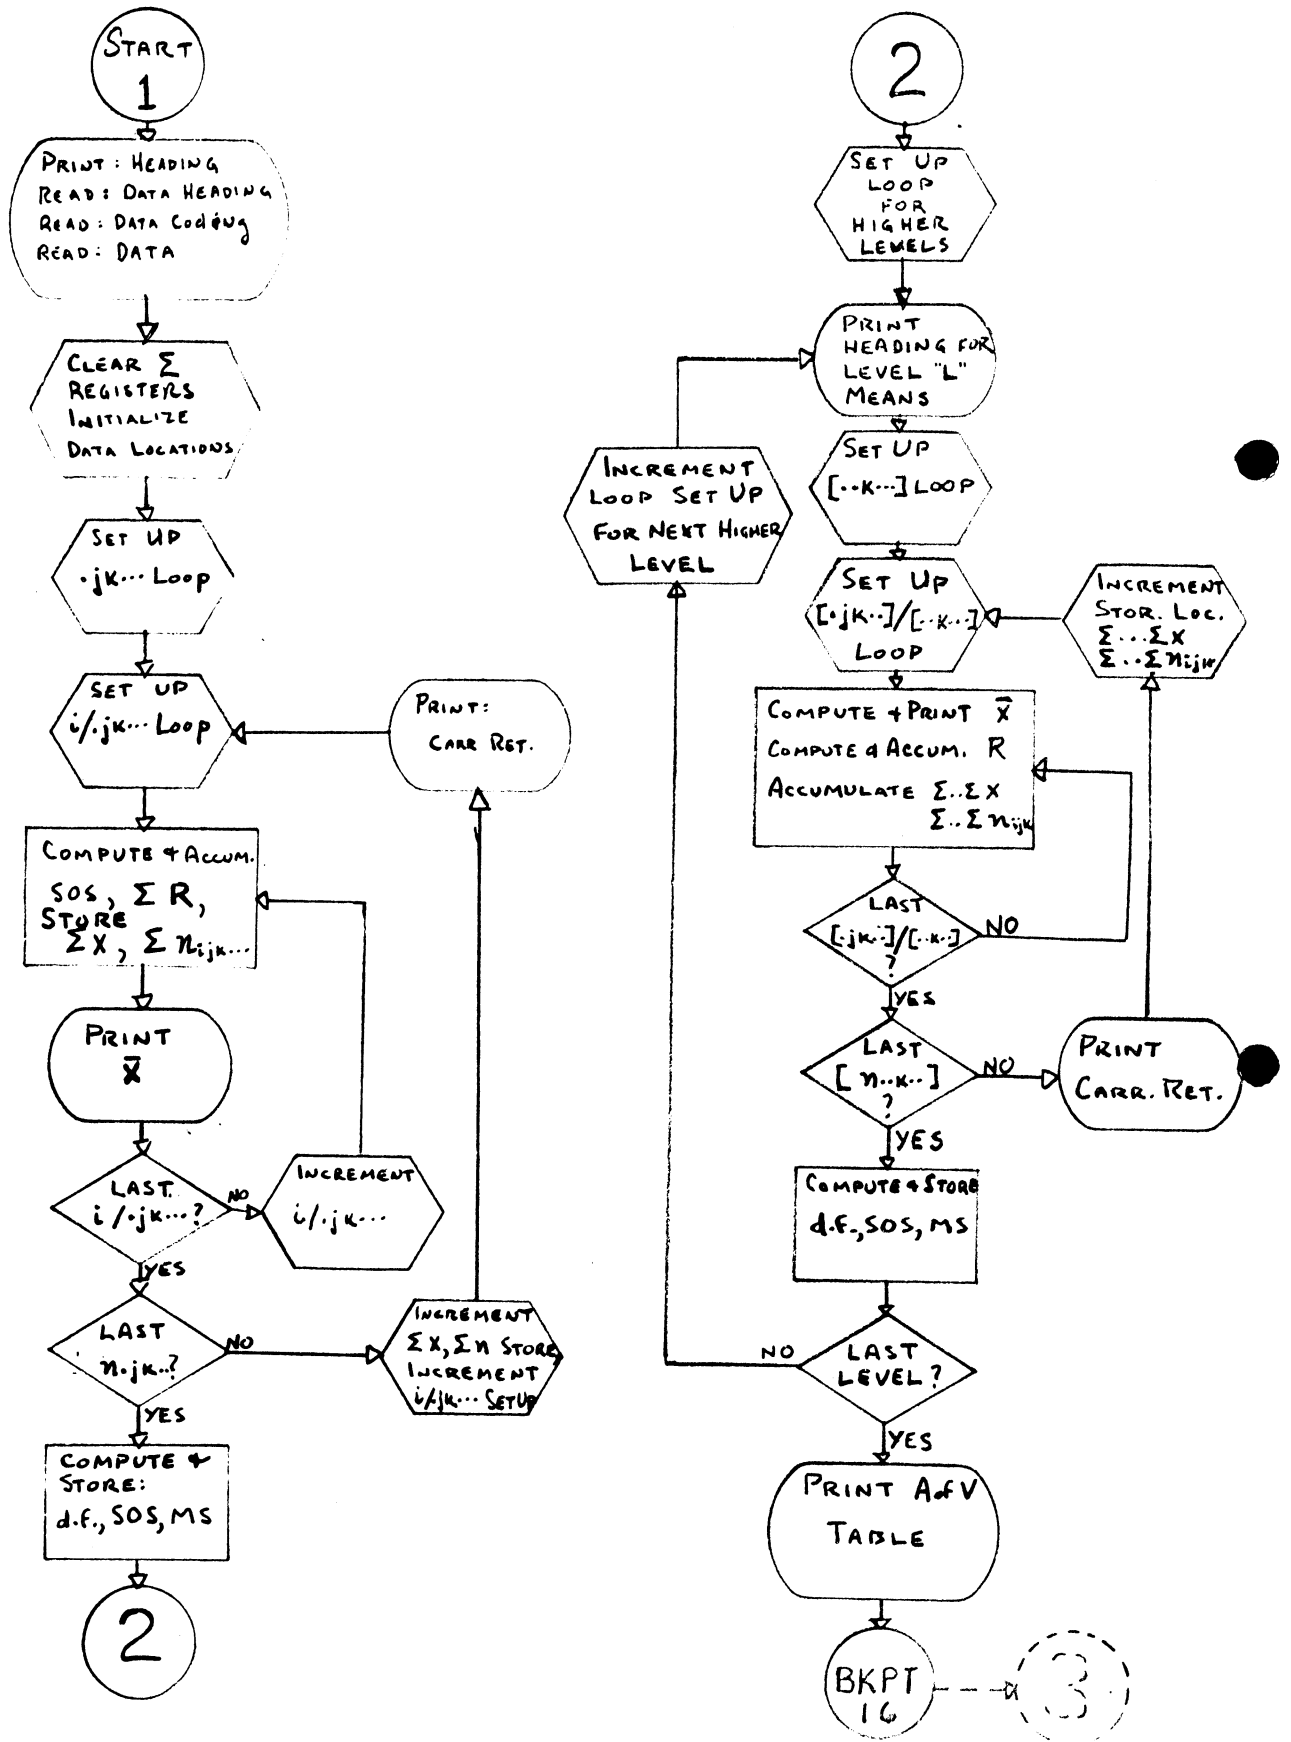 START
1
PRINT: HEADING
READ: DATA HEADING
READ: DATA Coding
READ: DATA
CLEAR Σ
REGISTERS
INITIALIZE
DATA LOCATIONS
SET UP
·jk··· Loop
SET UP
i/·jk··· Loop
PRINT:
CARR RET.
COMPUTE & ACCUM.
SOS, Σ R,
STORE
ΣX, Σ nijk...
PRINT
X̄
LAST
i/·jk···?
NO
INCREMENT
i/·jk···
YES
LAST
n·jk··?
NO
INCREMENT
ΣX, Σn STORE,
INCREMENT
i/·jk··· SETUP
YES
COMPUTE &
STORE:
d.f., SOS, MS
2
2
SET UP
LOOP
FOR
HIGHER
LEVELS
PRINT
HEADING FOR
LEVEL "L"
MEANS
INCREMENT
LOOP SET UP
FOR NEXT HIGHER
LEVEL
SET UP
[··K···] LOOP
SET UP
[·jk··]/[··k···]
LOOP
INCREMENT
STOR. LOC.
Σ...ΣX
Σ..Σnijk
COMPUTE & PRINT X̄
COMPUTE & ACCUM. R
ACCUMULATE Σ..ΣX
Σ..Σnijk
LAST
[·jk··]/[··k··]
?
NO
YES
LAST
[n··k··]
?
NO
PRINT
CARR. RET.
YES
COMPUTE & STORE
d.f., SOS, MS
LAST
LEVEL?
NO
YES
PRINT AofV
TABLE
BKPT
16
3